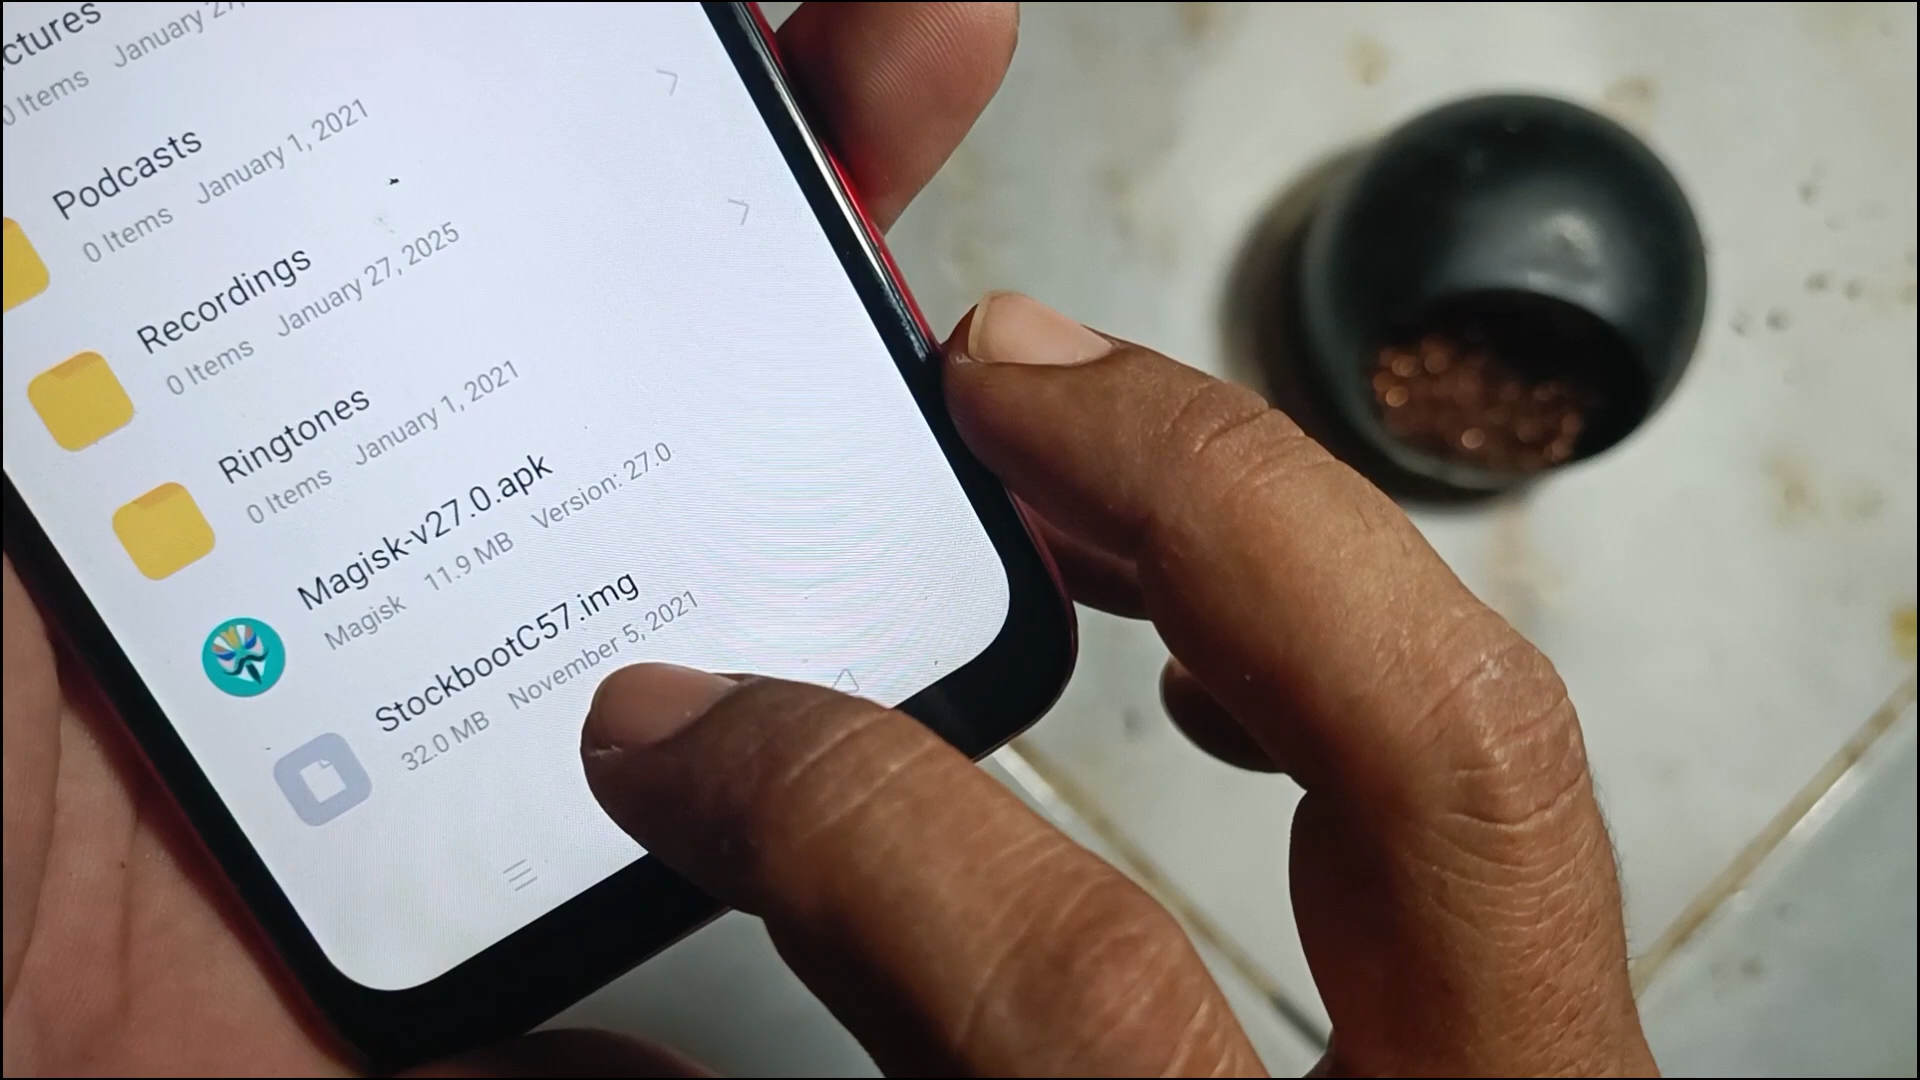 ctures
0 Items January 27,
Podcasts
0 Items January 1, 2021
Recordings
0 Items January 27, 2025
Ringtones
0 Items January 1, 2021
Magisk-v27.0.apk
Magisk 11.9 MB Version: 27.0
StockbootC57.img
32.0 MB November 5, 2021